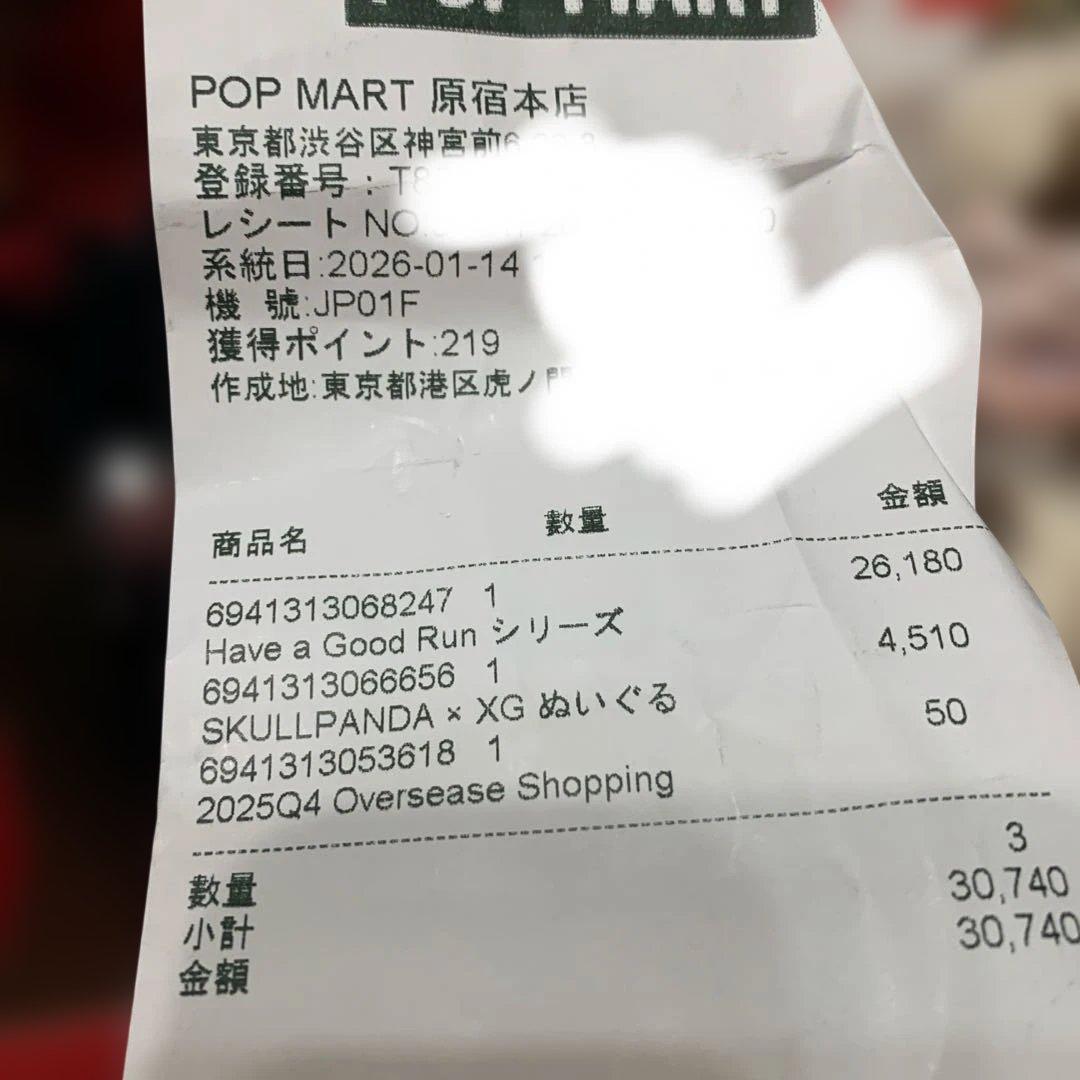 POP MART
POP MART 原宿本店
東京都渋谷区神宮前
登録番号：
レシート NO.
系統日:2026-01-14
機 號:JP01F
獲得ポイント:219
作成地:東京都港区虎ノ門
商品名 數量 金額
6941313068247 1 26,180
Have a Good Run シリーズ
6941313066656 1 4,510
SKULLPANDA × XG ぬいぐる
6941313053618 1 50
2025Q4 Oversease Shopping
數量 3
小計 30,740
金額 30,740